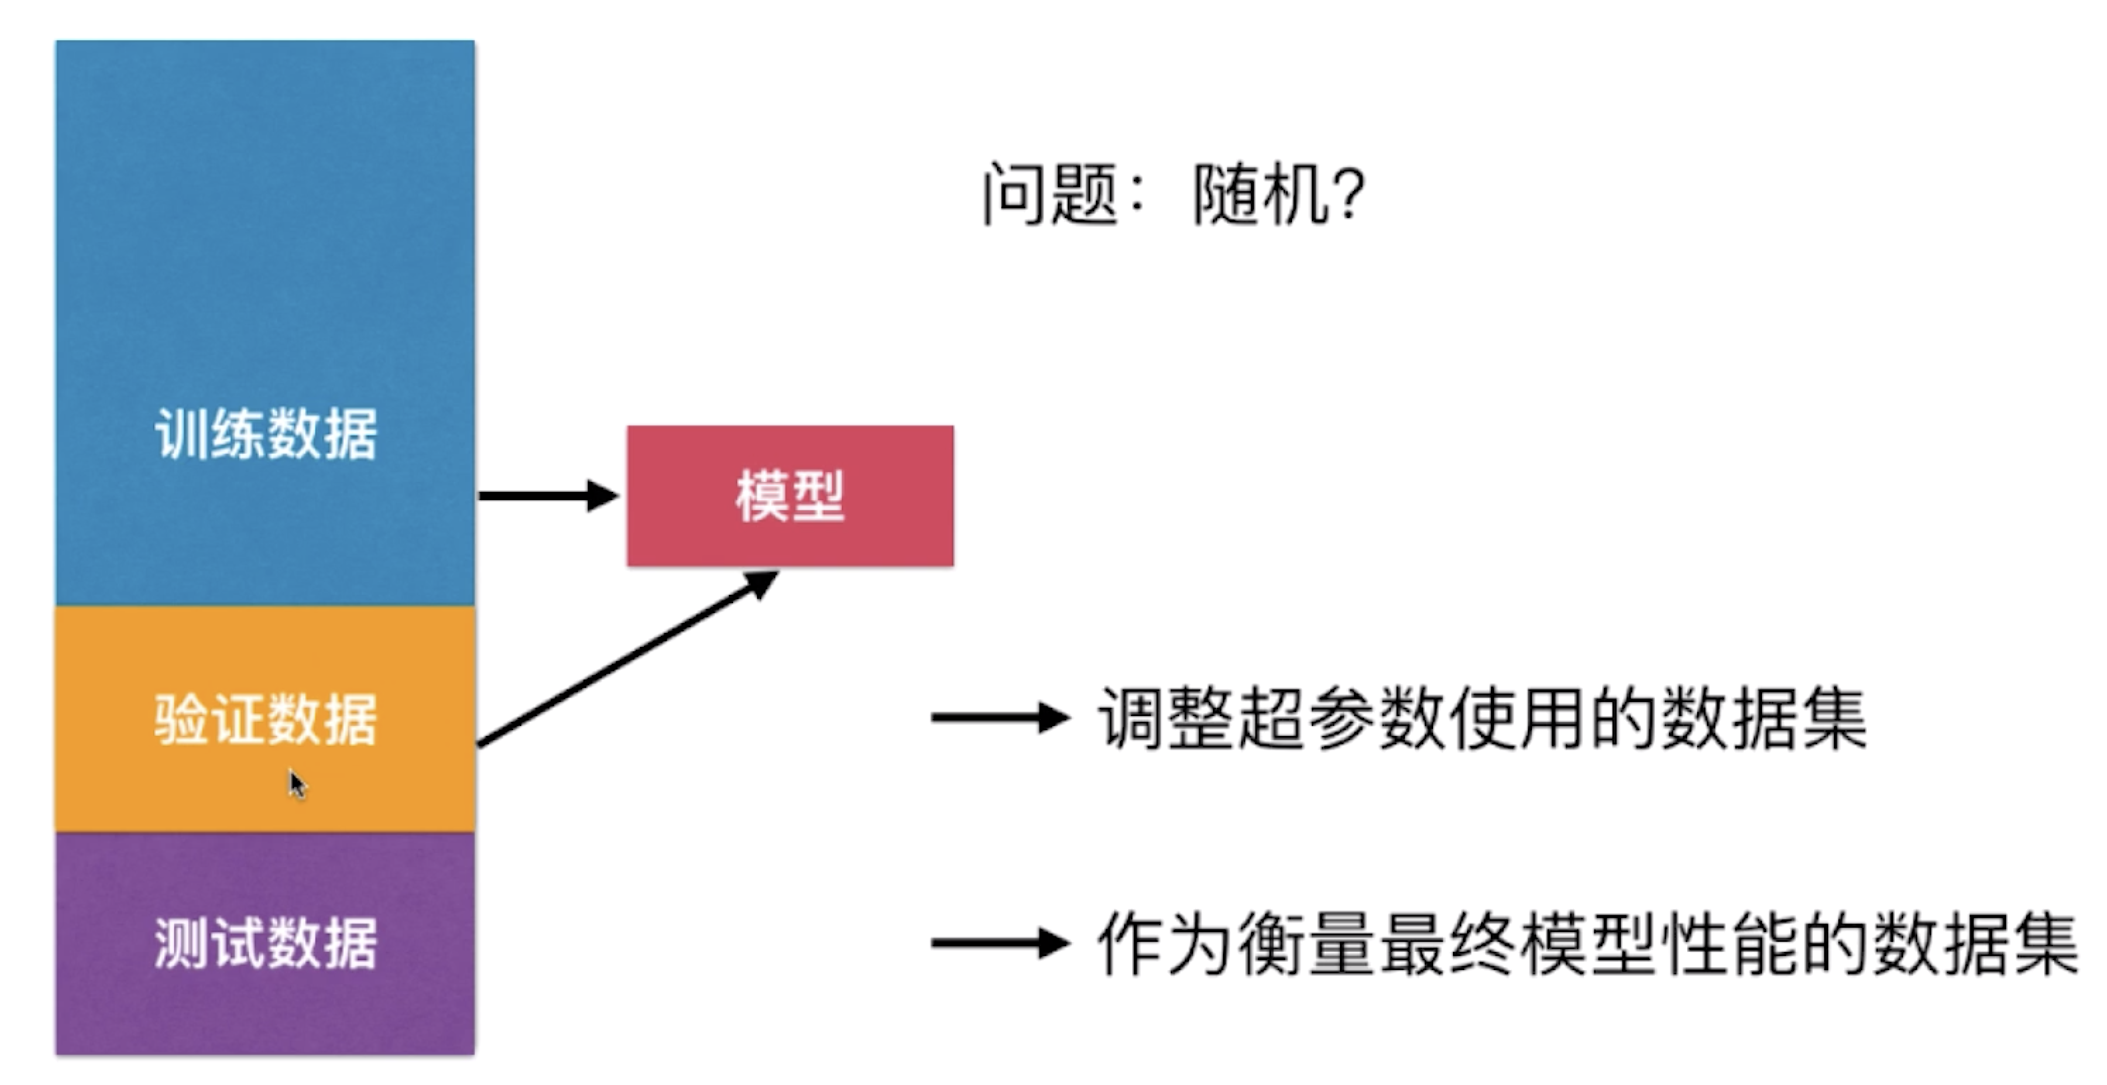 问题：随机？
训练数据
模型
验证数据
调整超参数使用的数据集
测试数据
作为衡量最终模型性能的数据集